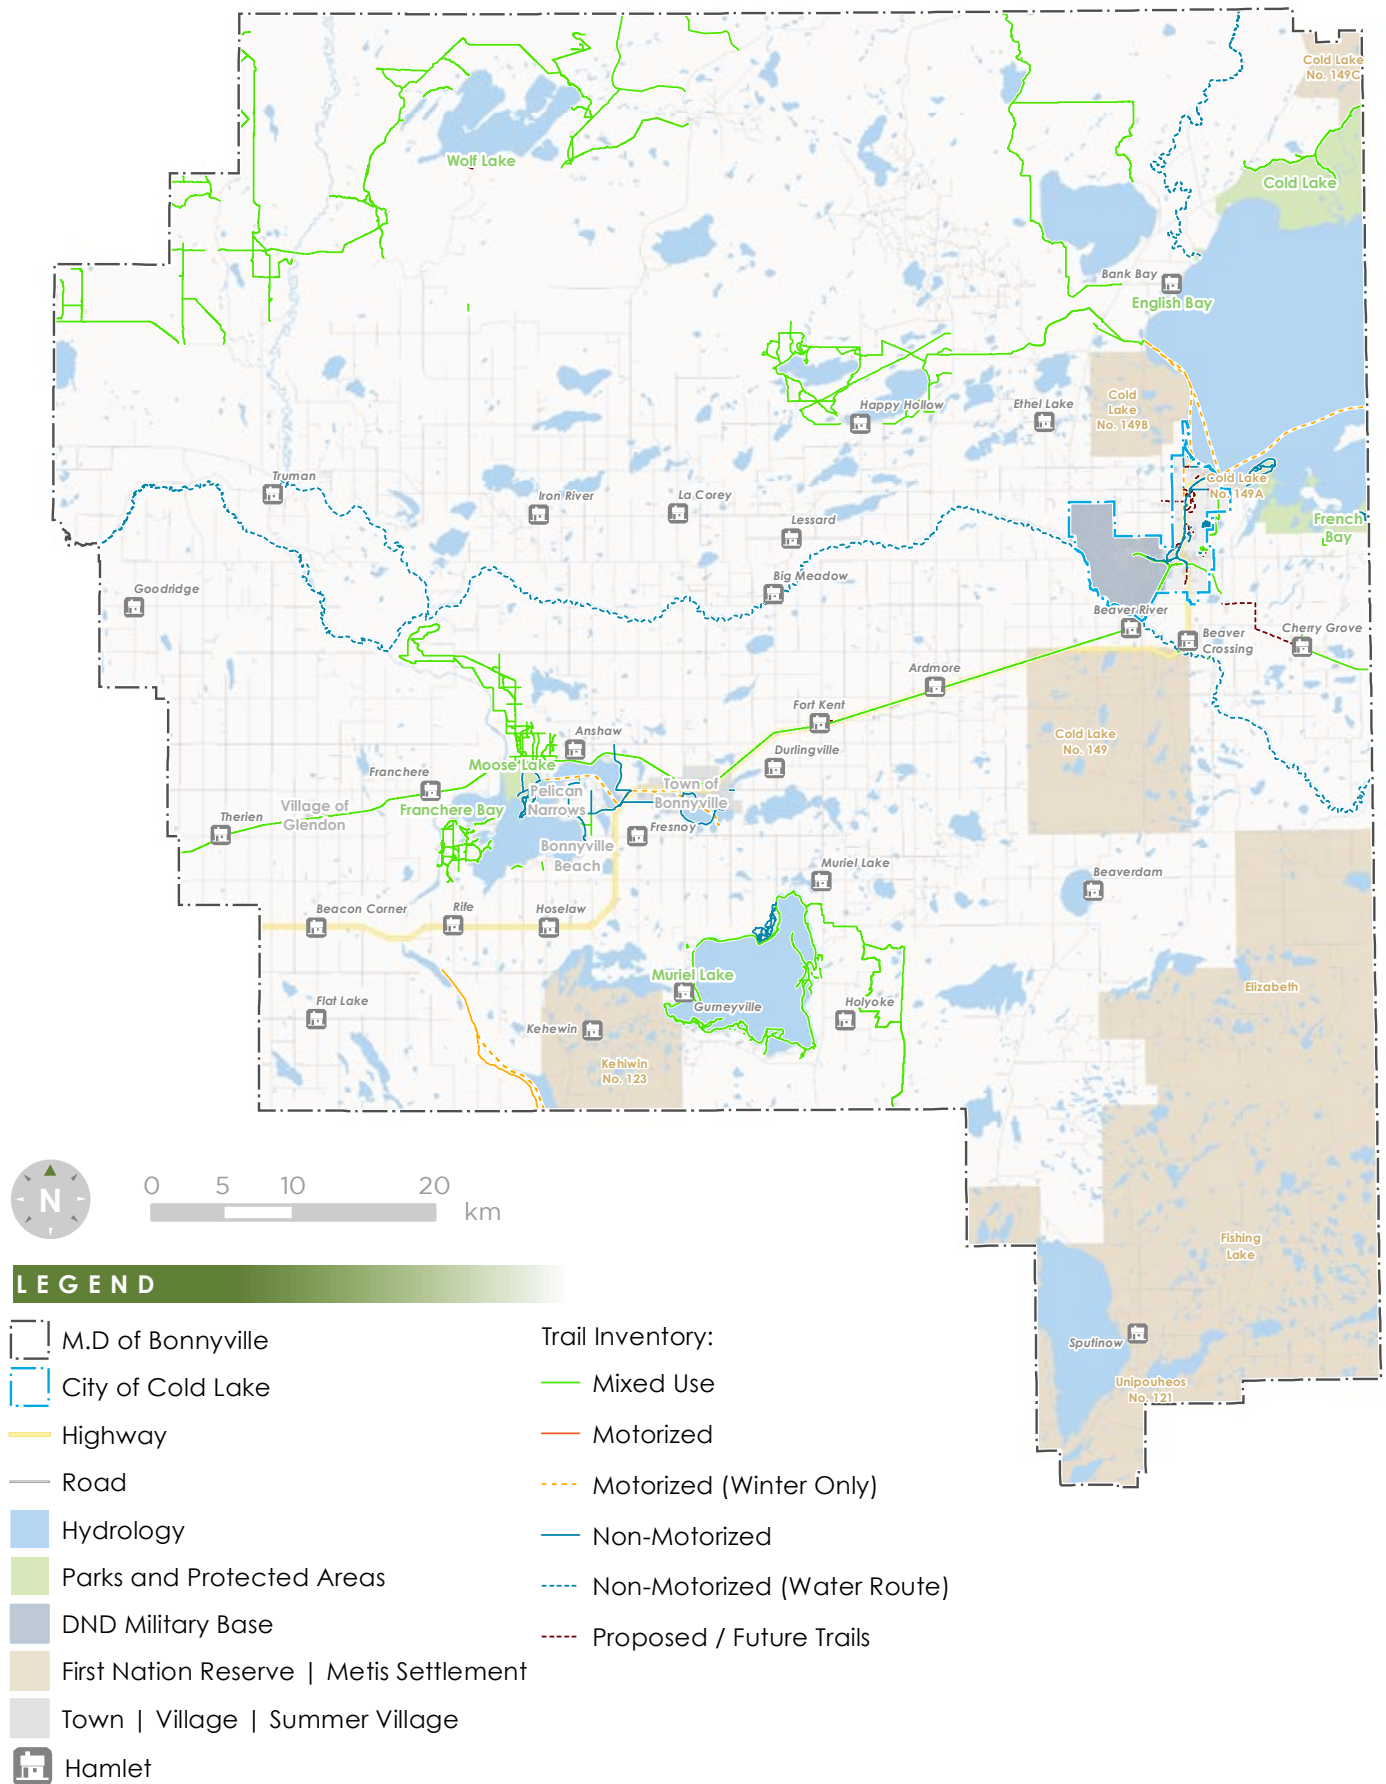 Cold Lake
No. 149C
Wolf Lake
Cold Lake
Bank Bay
English Bay
Cold
Lake
No. 149B
Happy Hollow
Ethel Lake
Truman
Iron River
La Corey
Cold Lake
No. 149A
Lessard
French
Bay
Big Meadow
Goodridge
Beaver River
Beaver
Crossing
Cherry Grove
Ardmore
Fort Kent
Anshaw
Cold Lake
No. 149
Durlingville
Moose Lake
Franchere
Pelican
Narrows
Town of
Bonnyville
Village of
Glendon
Franchere Bay
Therien
Fresnoy
Bonnyville
Beach
Muriel Lake
Beaverdam
Beacon Corner
Rife
Hoselaw
Muriel Lake
Elizabeth
Flat Lake
Gurneyville
Holyoke
Kehewin
Kehiwin
No. 123
N
0 5 10 20
km
Fishing
Lake
Sputinow
Unipouheos
No. 121
LEGEND
M.D of Bonnyville
City of Cold Lake
Highway
Road
Hydrology
Parks and Protected Areas
DND Military Base
First Nation Reserve | Metis Settlement
Town | Village | Summer Village
Hamlet
Trail Inventory:
Mixed Use
Motorized
Motorized (Winter Only)
Non-Motorized
Non-Motorized (Water Route)
Proposed / Future Trails